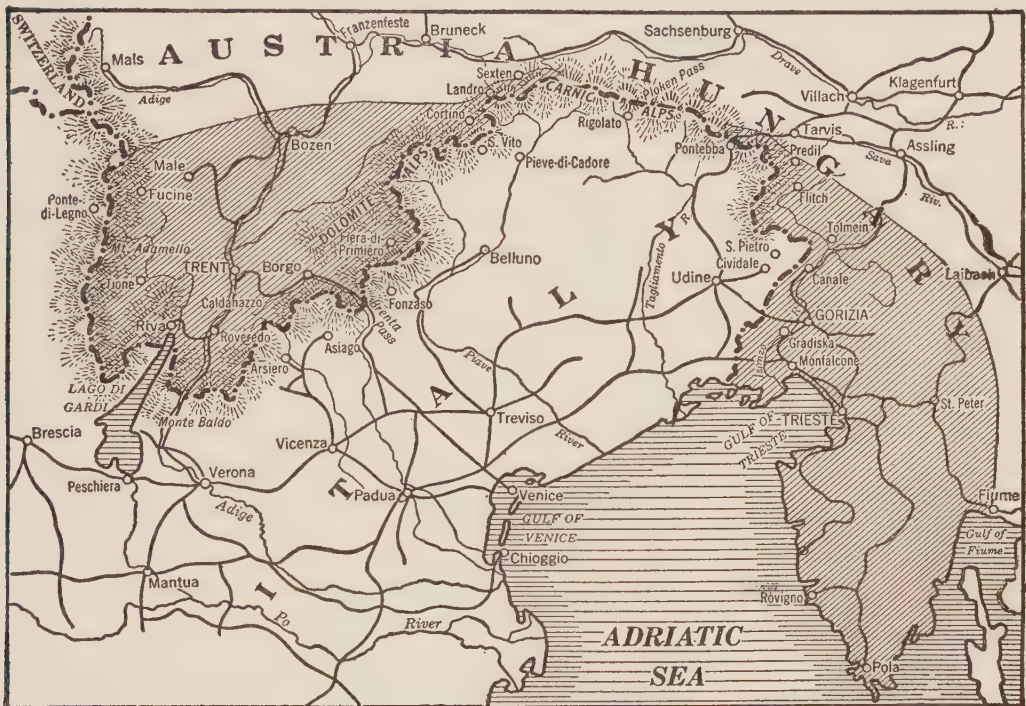 SWITZERLAND
AUSTRIA HUNGARY
Franzenfeste
Bruneck
Sachsenburg
Mals
Adige
Sexten
Landro
Cortino
CARNIC ALPS
Ploken Pass
Drave R.
Villach
Klagenfurt
Rigolato
Tarvis
Predil
Pontebba
Assling
Save Riv.
Bozen
Male
Fucine
Ponte-
di-Legno
S. Vito
Pieve-di-Cadore
DOLOMITE ALPS
Flitch
Tolmein
Mt. Adamello
Fiera-di-
Primiero
Belluno
Tagliamento R.
S. Pietro
Cividale
Udine
Canale
Laibach
TRENT
Borgo
Tione
Caldanazzo
Fonzaso
Brenta
Pass
GORIZIA
Riva
Roveredo
Asiago
Arsiero
Gradiska
Isonzo
Monfalcone
LAGO DI
GARDI
Monte Baldo
Piave
River
ITALY
Treviso
St. Peter
GULF OF
TRIESTE
TRIESTE
Brescia
Vicenza
Peschiera
Verona
Adige
Padua
Venice
GULF OF
VENICE
Chioggio
Fiume
Gulf of
Fiume
Mantua
Po
River
Rovigno
ADRIATIC
SEA
Pola